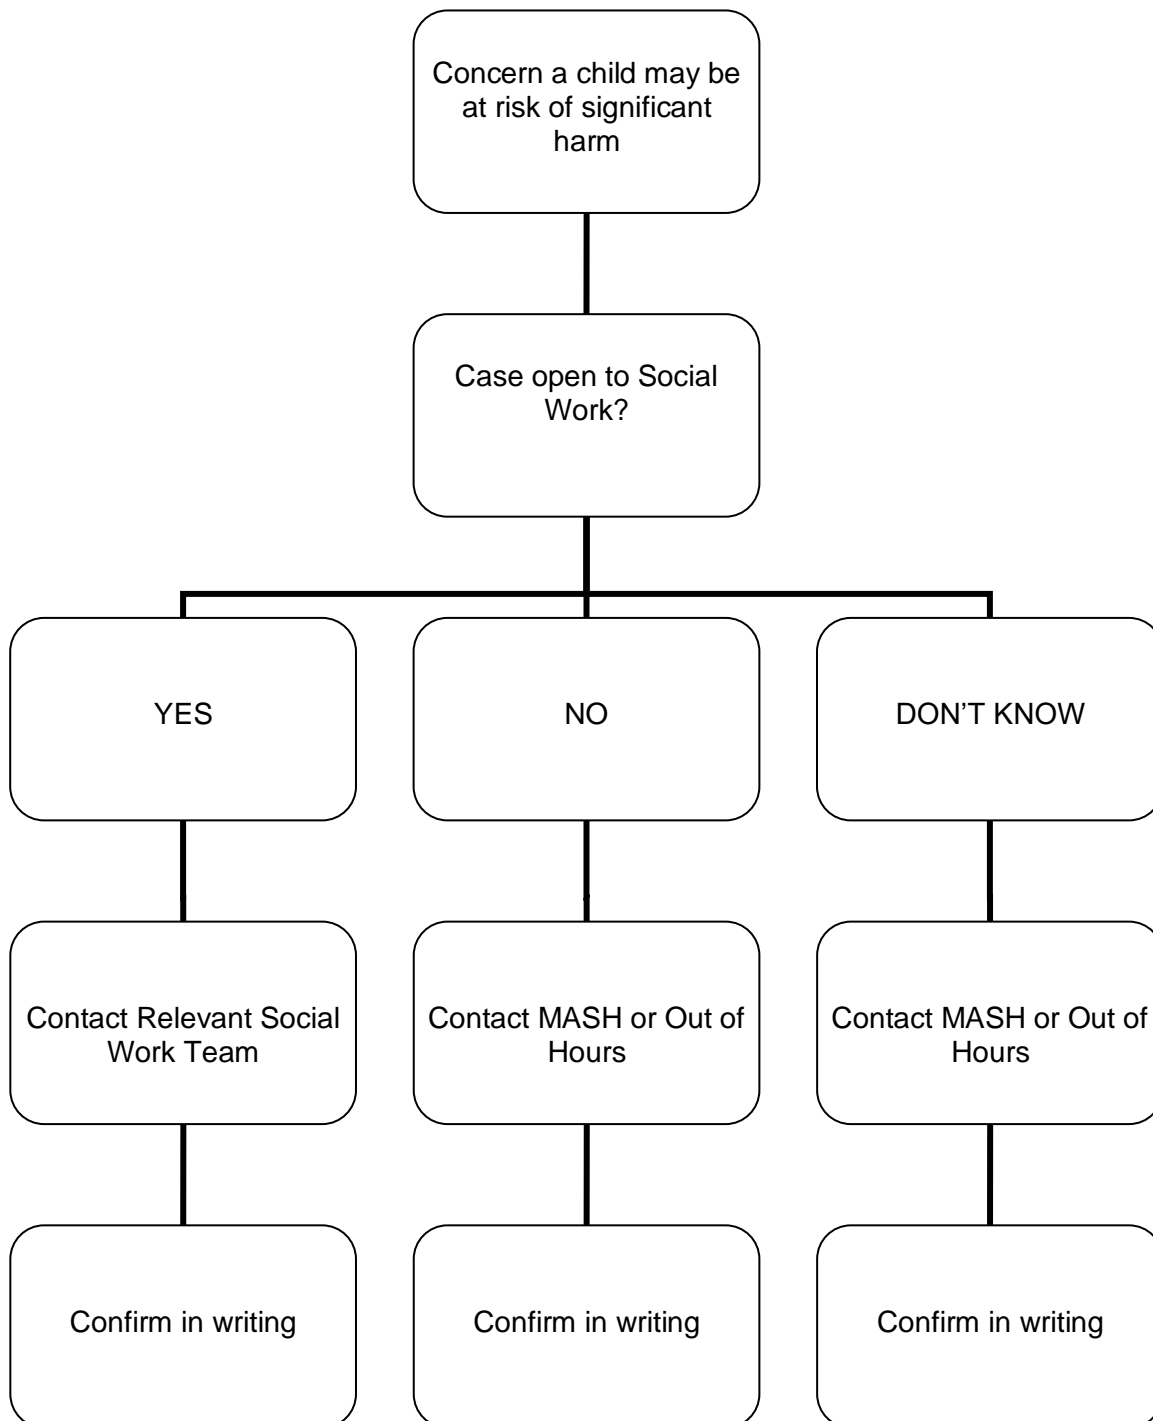 Concern a child may be
at risk of significant
harm
Case open to Social
Work?
YES
NO
DON’T KNOW
Contact Relevant Social
Work Team
Contact MASH or Out of
Hours
Contact MASH or Out of
Hours
Confirm in writing
Confirm in writing
Confirm in writing